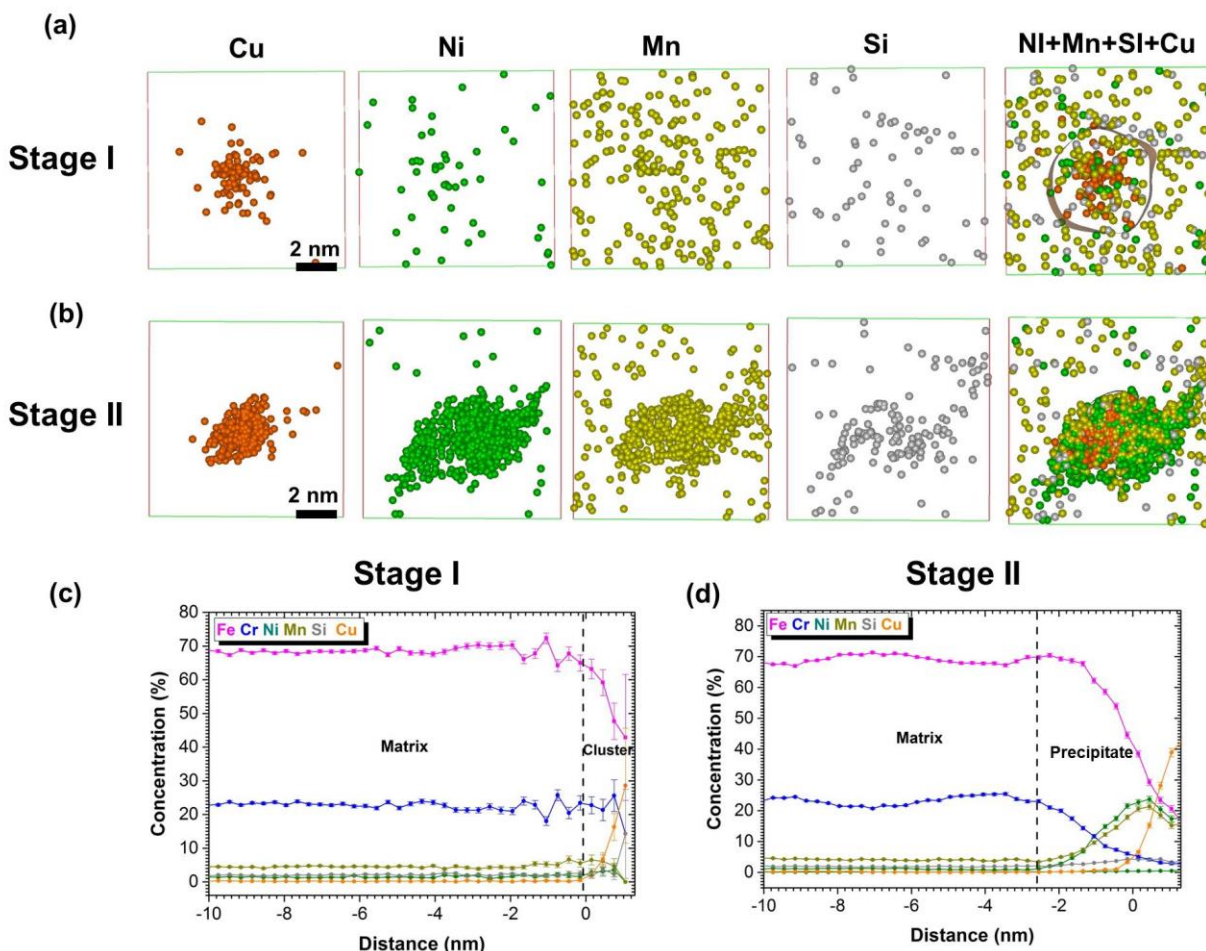 (a)
Cu Ni Mn Si NI+Mn+SI+Cu
Stage I
2 nm
(b)
Stage II
2 nm
Stage I Stage II
(c) (d)
80
70
60
50
40
30
20
10
0
Concentration (%)
Fe Cr Ni Mn Si Cu
Matrix
Cluster
-10 -8 -6 -4 -2 0
Distance (nm)
80
70
60
50
40
30
20
10
0
Concentration (%)
Fe Cr Ni Mn Si Cu
Matrix
Precipitate
-10 -8 -6 -4 -2 0
Distance (nm)